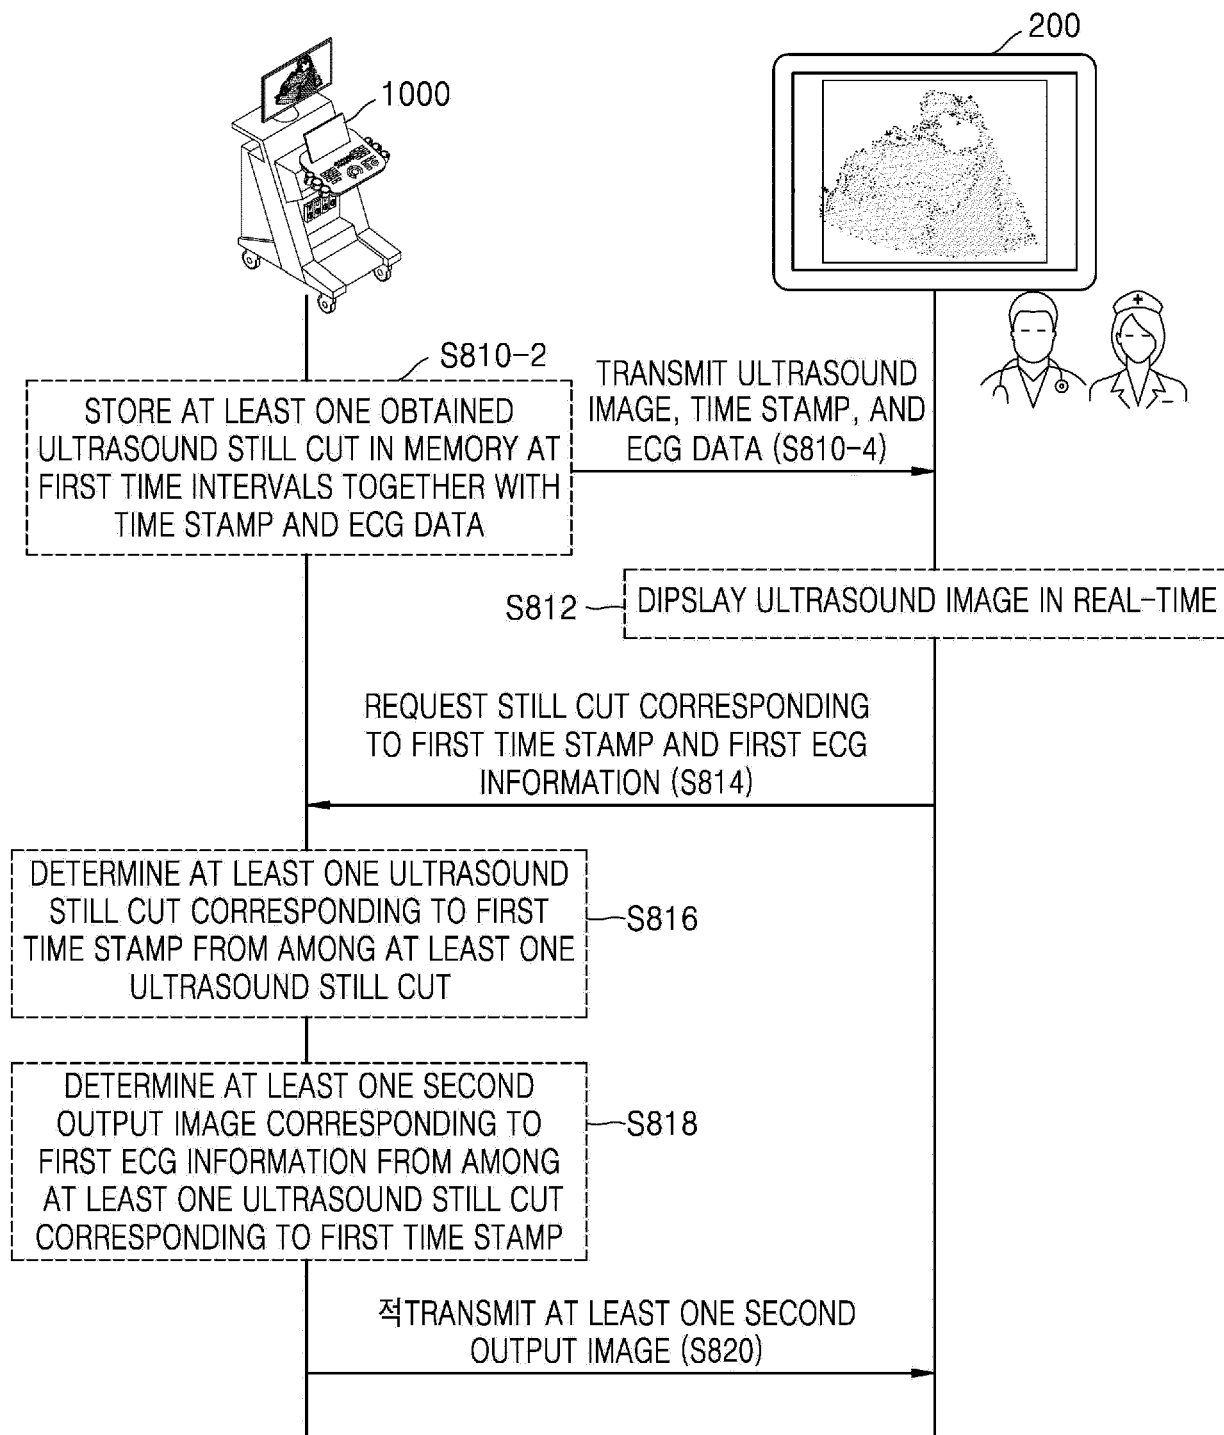 200
1000
S810-2
STORE AT LEAST ONE OBTAINED
ULTRASOUND STILL CUT IN MEMORY AT
FIRST TIME INTERVALS TOGETHER WITH
TIME STAMP AND ECG DATA
TRANSMIT ULTRASOUND
IMAGE, TIME STAMP, AND
ECG DATA (S810-4)
S812
DIPSLAY ULTRASOUND IMAGE IN REAL-TIME
REQUEST STILL CUT CORRESPONDING
TO FIRST TIME STAMP AND FIRST ECG
INFORMATION (S814)
DETERMINE AT LEAST ONE ULTRASOUND
STILL CUT CORRESPONDING TO FIRST
TIME STAMP FROM AMONG AT LEAST ONE
ULTRASOUND STILL CUT
S816
DETERMINE AT LEAST ONE SECOND
OUTPUT IMAGE CORRESPONDING TO
FIRST ECG INFORMATION FROM AMONG
AT LEAST ONE ULTRASOUND STILL CUT
CORRESPONDING TO FIRST TIME STAMP
S818
적TRANSMIT AT LEAST ONE SECOND
OUTPUT IMAGE (S820)